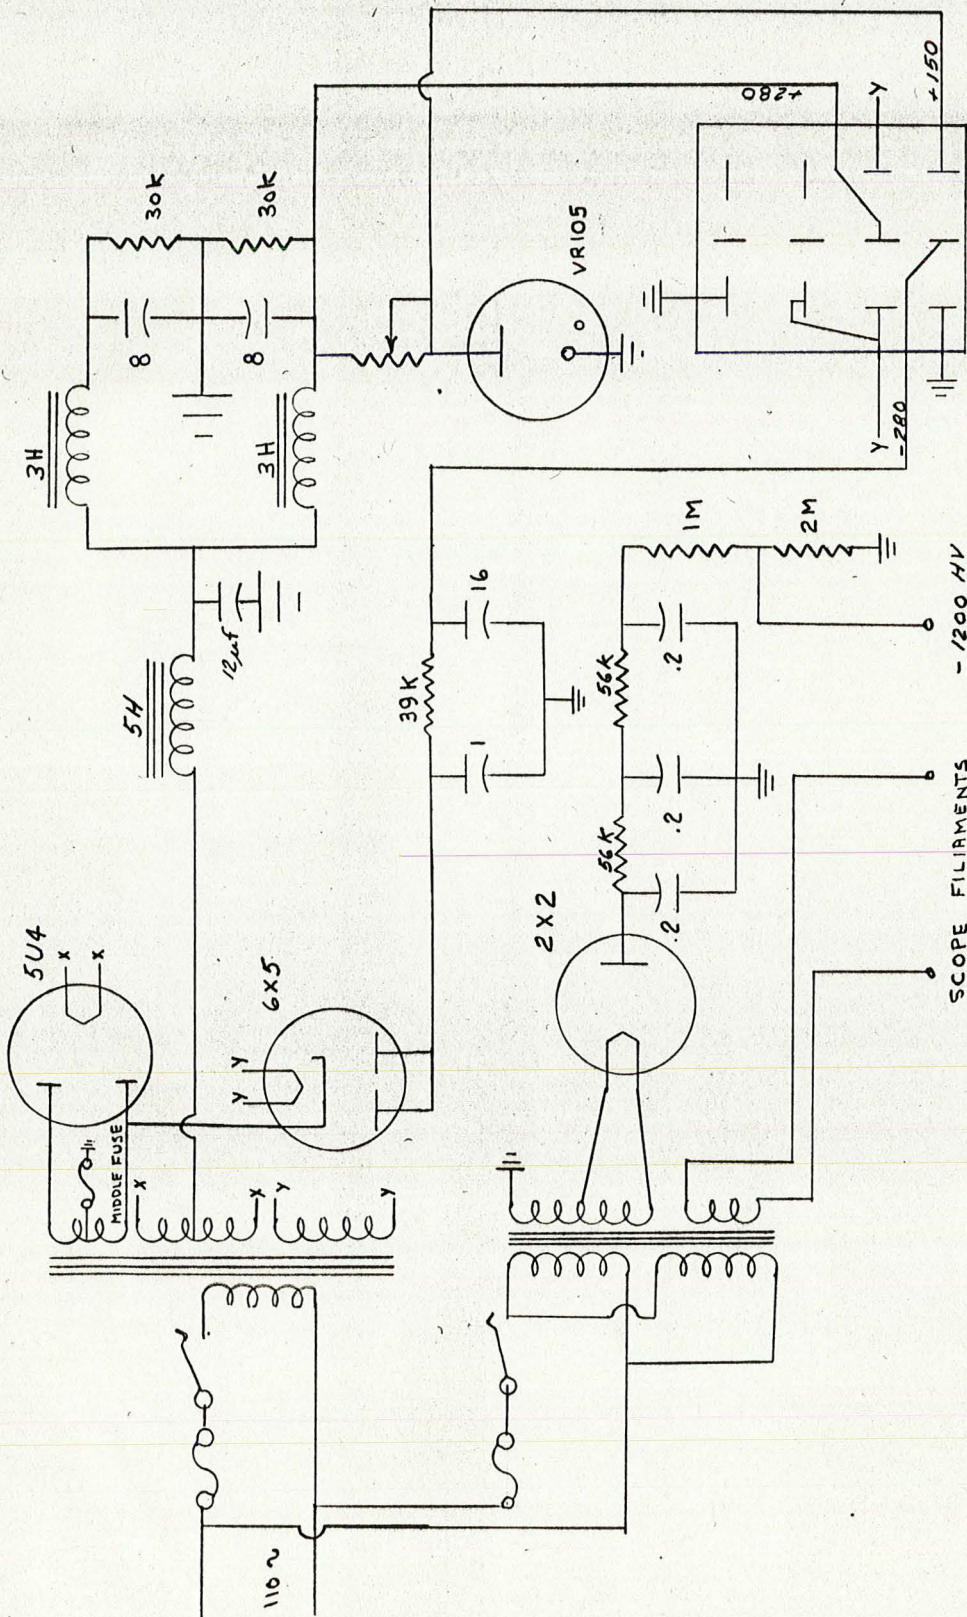 110 ~
MIDDLE FUSE
X
X
Y
Y
5U4
X
X
6X5
Y
Y
5H
12µf
3H
3H
8
8
30K
30K
VR105
39K
1
16
2X2
56K
56K
.2
.2
.2
1M
2M
+280
-280
Y
Y
+150
SCOPE FILIAMENTS
-1200 HV